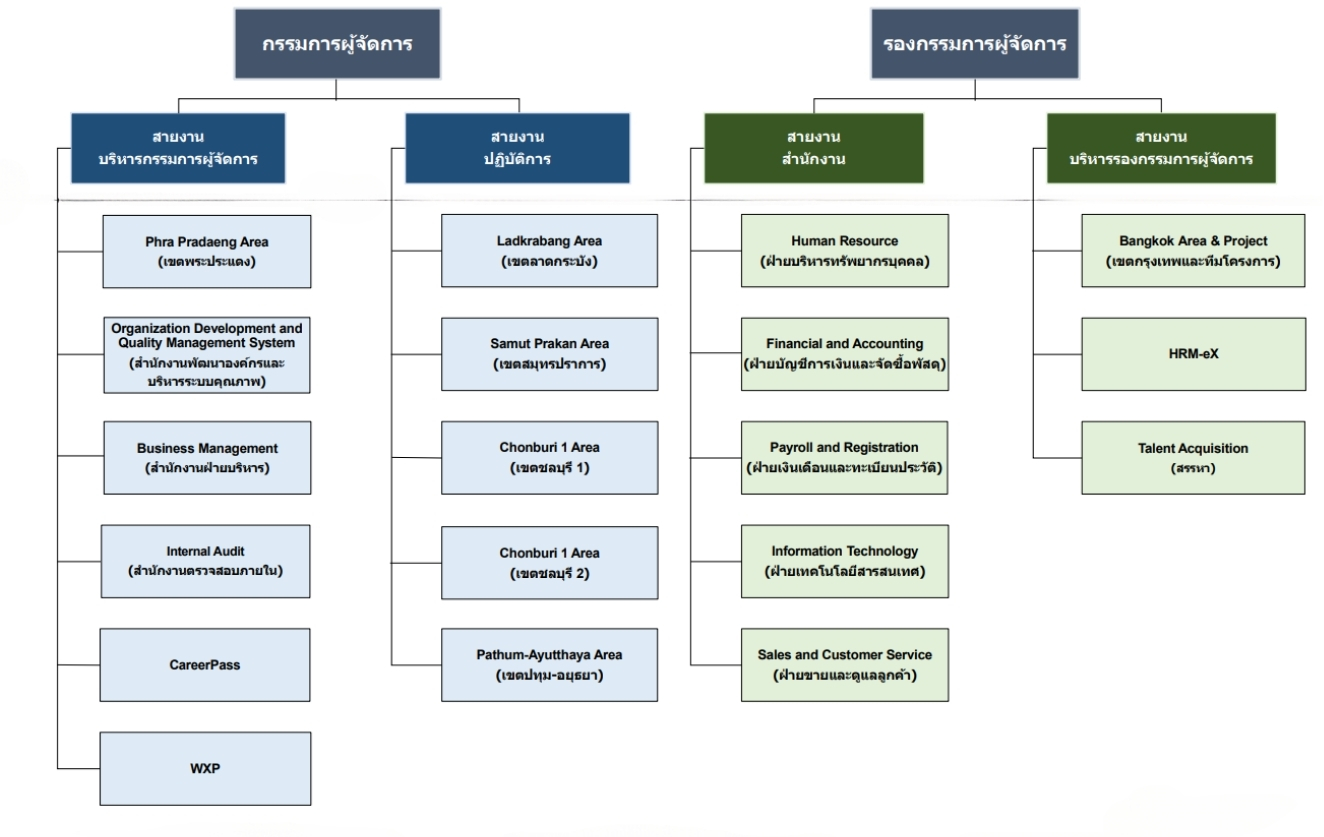 กรรมการผู้จัดการ
รองกรรมการผู้จัดการ
สายงาน
บริหารกรรมการผู้จัดการ
สายงาน
ปฏิบัติการ
สายงาน
สำนักงาน
สายงาน
บริหารรองกรรมการผู้จัดการ
Phra Pradaeng Area
(เขตพระประแดง)
Organization Development and
Quality Management System
(สำนักงานพัฒนาองค์กรและ
บริหารระบบคุณภาพ)
Business Management
(สำนักงานฝ่ายบริหาร)
Internal Audit
(สำนักงานตรวจสอบภายใน)
CareerPass
WXP
Ladkrabang Area
(เขตลาดกระบัง)
Samut Prakan Area
(เขตสมุทรปราการ)
Chonburi 1 Area
(เขตชลบุรี 1)
Chonburi 1 Area
(เขตชลบุรี 2)
Pathum-Ayutthaya Area
(เขตปทุม-อยุธยา)
Human Resource
(ฝ่ายบริหารทรัพยากรบุคคล)
Financial and Accounting
(ฝ่ายบัญชีการเงินและจัดซื้อพัสดุ)
Payroll and Registration
(ฝ่ายเงินเดือนและทะเบียนประวัติ)
Information Technology
(ฝ่ายเทคโนโลยีสารสนเทศ)
Sales and Customer Service
(ฝ่ายขายและดูแลลูกค้า)
Bangkok Area & Project
(เขตกรุงเทพและทีมโครงการ)
HRM-eX
Talent Acquisition
(สรรหา)